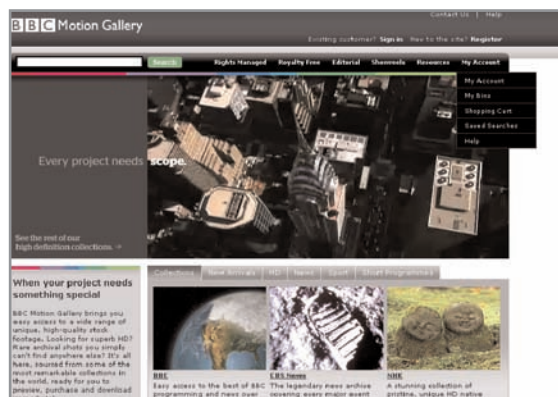 Contact Us | Help
BBC Motion Gallery
Existing customer? Sign in New to the site? Register
Search
Rights Managed Royalty Free Editorial Showreels Resources My Account
My Account
My Bins
Shopping Cart
Saved Searches
Help
Every project needs scope.
See the rest of our
high definition collections. →
Collections New Arrivals HD News Sport Short Programmes
When your project needs
something special
BBC Motion Gallery brings you
easy access to a wide range of
unique, high-quality stock
footage. Looking for superb HD?
Rare archival shots you simply
can't find anywhere else? It's all
here, sourced from some of the
most remarkable collections in
the world, ready for you to
preview, purchase and download
BBC
Easy access to the best of BBC
programming and news over
CBS News
The legendary news archive
covering every major event
NHK
A stunning collection of
pristine, unique HD native